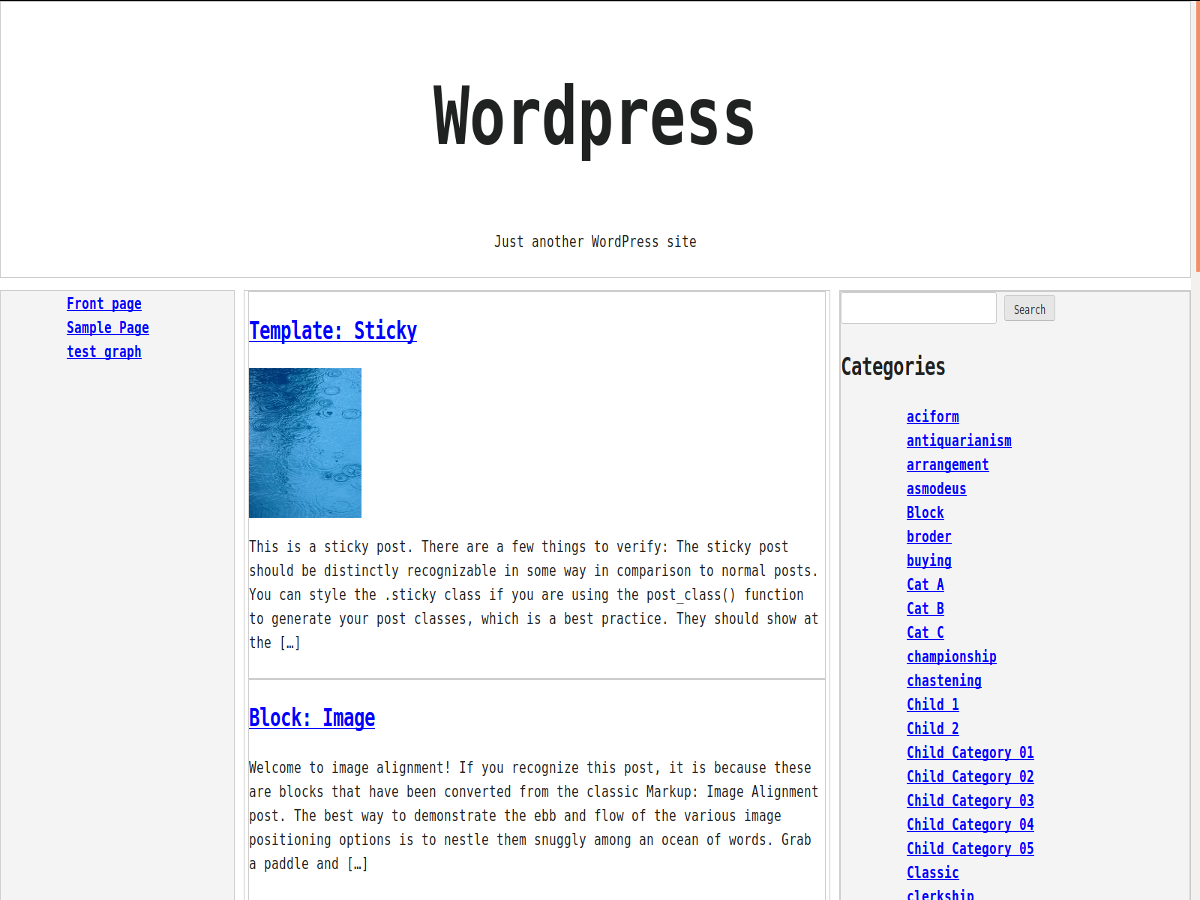 Wordpress
Just another WordPress site
Front page
Sample Page
test graph
Template: Sticky
This is a sticky post. There are a few things to verify: The sticky post
should be distinctly recognizable in some way in comparison to normal posts.
You can style the .sticky class if you are using the post_class() function
to generate your post classes, which is a best practice. They should show at
the […]
Block: Image
Welcome to image alignment! If you recognize this post, it is because these
are blocks that have been converted from the classic Markup: Image Alignment
post. The best way to demonstrate the ebb and flow of the various image
positioning options is to nestle them snuggly among an ocean of words. Grab
a paddle and […]
Search
Categories
aciform
antiquarianism
arrangement
asmodeus
Block
broder
buying
Cat A
Cat B
Cat C
championship
chastening
Child 1
Child 2
Child Category 01
Child Category 02
Child Category 03
Child Category 04
Child Category 05
Classic
clerkship